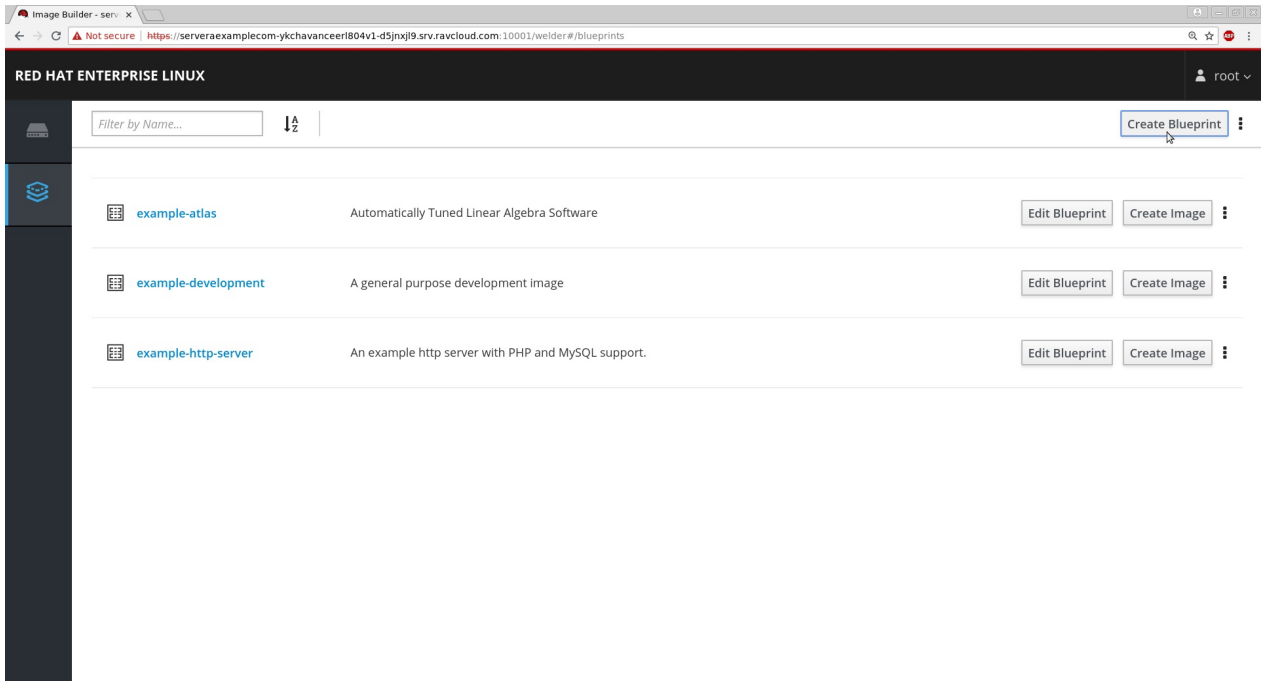 Image Builder - serv
Not secure | https://serveraexamplecom-ykchavanceerl804v1-d5jnxjl9.srv.ravcloud.com:10001/welder#/blueprints
ABP
RED HAT ENTERPRISE LINUX
root
Filter by Name...
A
Z
Create Blueprint
example-atlas
Automatically Tuned Linear Algebra Software
Edit Blueprint
Create Image
example-development
A general purpose development image
Edit Blueprint
Create Image
example-http-server
An example http server with PHP and MySQL support.
Edit Blueprint
Create Image